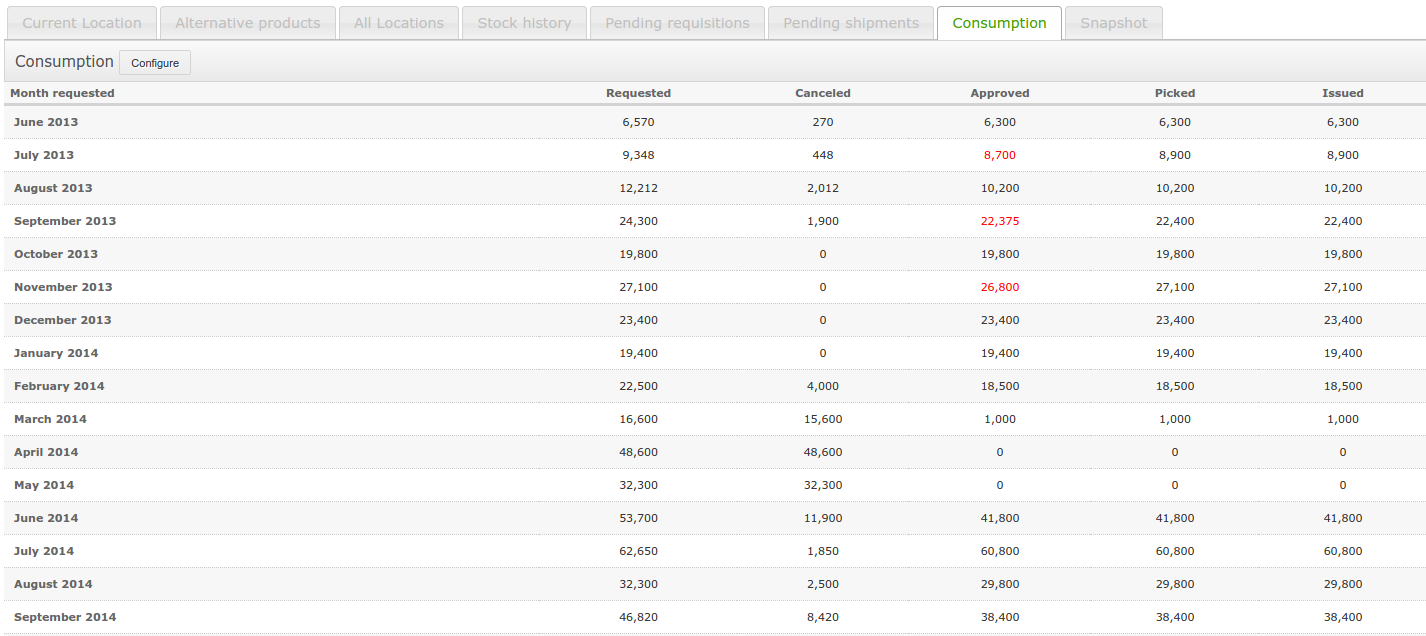 Current Location Alternative products All Locations Stock history Pending requisitions Pending shipments Consumption Snapshot
Consumption Configure
Month requested Requested Canceled Approved Picked Issued
June 2013 6,570 270 6,300 6,300 6,300
July 2013 9,348 448 8,700 8,900 8,900
August 2013 12,212 2,012 10,200 10,200 10,200
September 2013 24,300 1,900 22,375 22,400 22,400
October 2013 19,800 0 19,800 19,800 19,800
November 2013 27,100 0 26,800 27,100 27,100
December 2013 23,400 0 23,400 23,400 23,400
January 2014 19,400 0 19,400 19,400 19,400
February 2014 22,500 4,000 18,500 18,500 18,500
March 2014 16,600 15,600 1,000 1,000 1,000
April 2014 48,600 48,600 0 0 0
May 2014 32,300 32,300 0 0 0
June 2014 53,700 11,900 41,800 41,800 41,800
July 2014 62,650 1,850 60,800 60,800 60,800
August 2014 32,300 2,500 29,800 29,800 29,800
September 2014 46,820 8,420 38,400 38,400 38,400